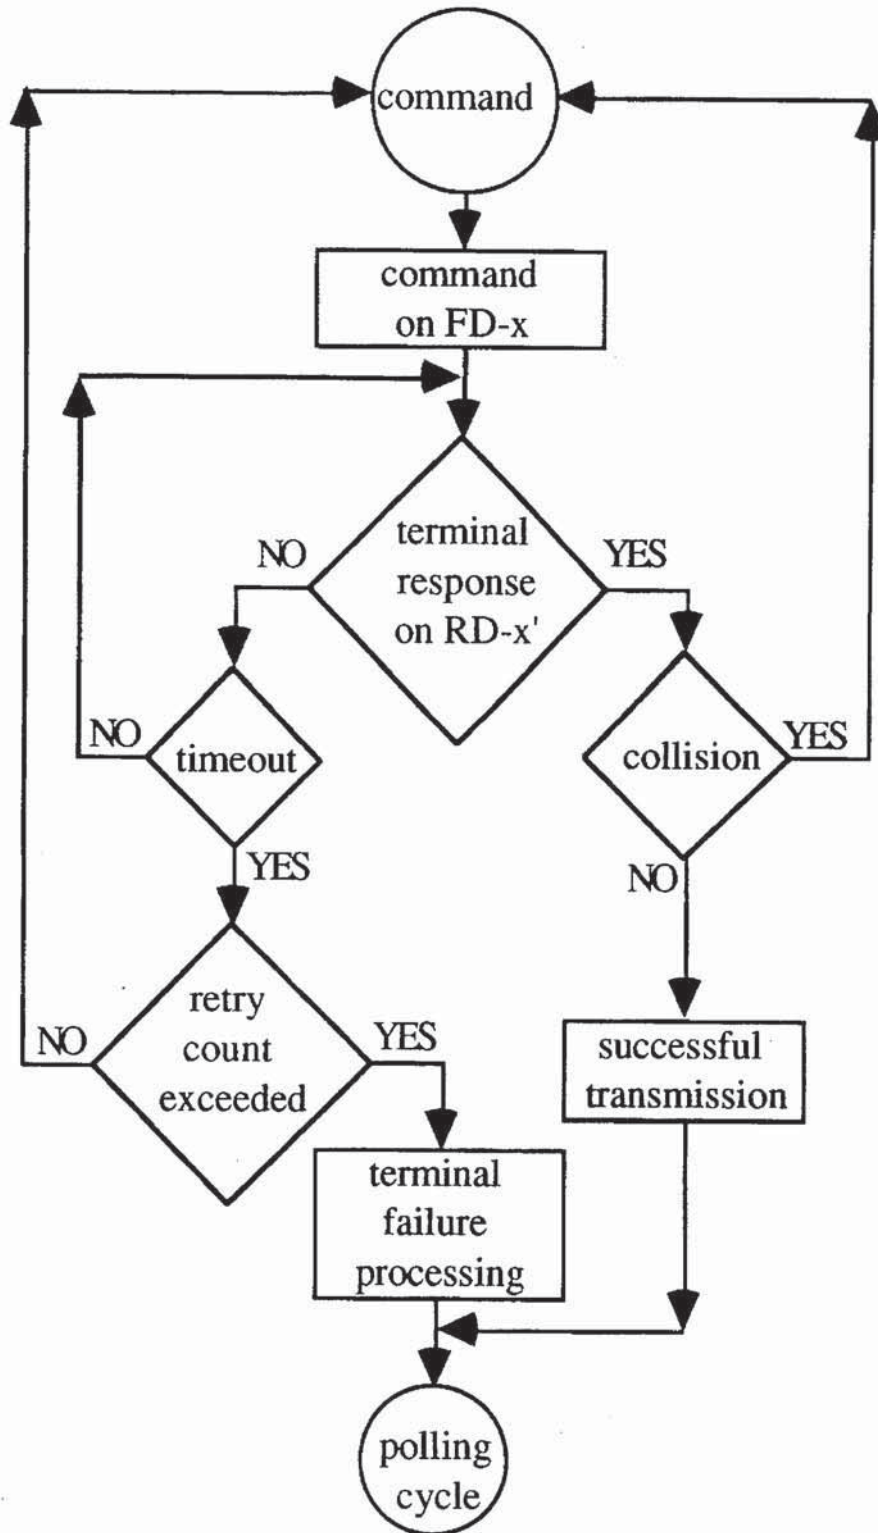 command
command
on FD-x
terminal
response
on RD-x'
NO
YES
timeout
NO
YES
collision
YES
NO
retry
count
exceeded
NO
YES
successful
transmission
terminal
failure
processing
polling
cycle